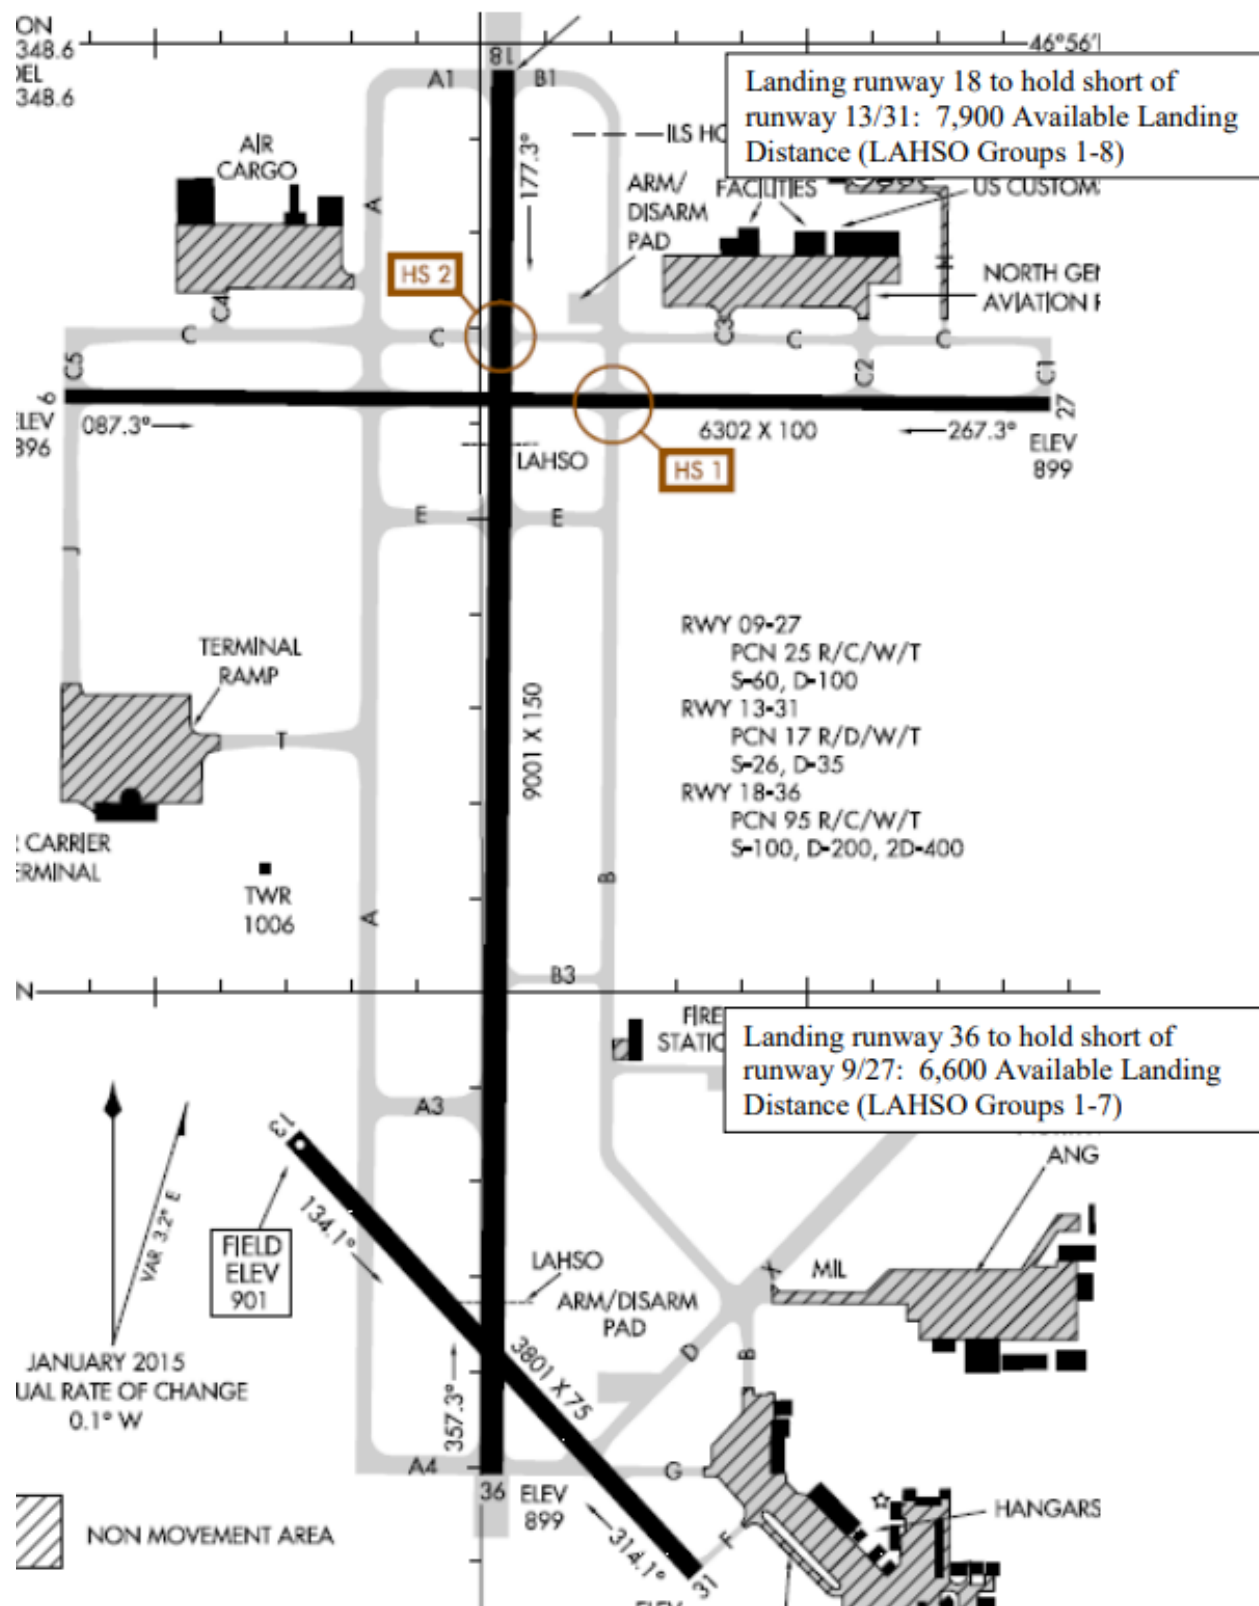 ON
348.6
DEL
348.6
46°56'
18
A1
B1
Landing runway 18 to hold short of
runway 13/31: 7,900 Available Landing
Distance (LAHSO Groups 1-8)
ILS HO
177.3°
AIR
CARGO
A
ARM/
DISARM
PAD
FACILITIES
US CUSTOM
HS 2
NORTH GEN
AVIATION
C4
C
C
C3
C
C
C5
C2
C1
9
27
ELEV
896
087.3°
6302 X 100
267.3°
ELEV
899
LAHSO
HS 1
E
E
J
RWY 09-27
PCN 25 R/C/W/T
S-60, D-100
RWY 13-31
PCN 17 R/D/W/T
S-26, D-35
RWY 18-36
PCN 95 R/C/W/T
S-100, D-200, 2D-400
TERMINAL
RAMP
9001 X 150
T
R CARRIER
ERMINAL
TWR
1006
B
A
B3
N
FIRE
STATIO
Landing runway 36 to hold short of
runway 9/27: 6,600 Available Landing
Distance (LAHSO Groups 1-7)
A3
13
ANG
VAR 3.2° E
134.1°
FIELD
ELEV
901
LAHSO
X
MIL
ARM/DISARM
PAD
D
B
3801 X 75
357.3°
JANUARY 2015
UAL RATE OF CHANGE
0.1° W
A4
G
36
ELEV
899
HANGARS
NON MOVEMENT AREA
F
314.1°
31
ELEV